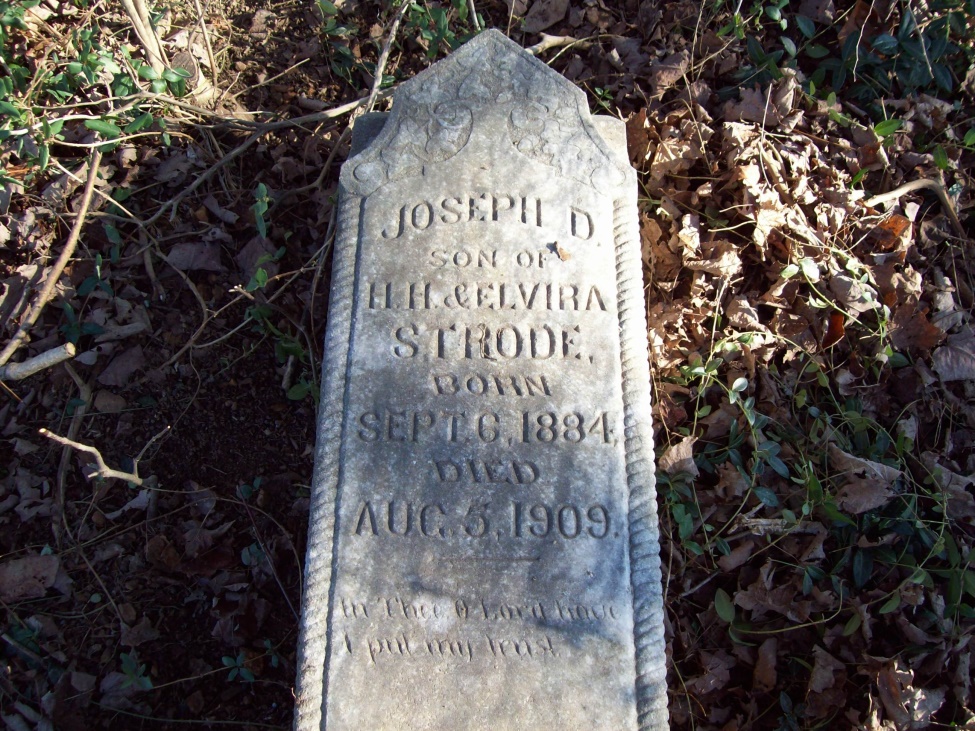 JOSEPH D.
SON OF
H.H. & ELVIRA
STRODE,
BORN
SEPT. 6, 1884,
DIED
AUG. 5, 1909.
In Thee O Lord have
I put my trust.